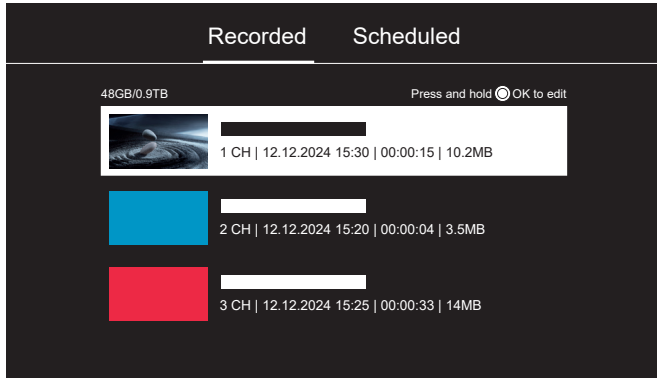 Recorded Scheduled
48GB/0.9TB Press and hold OK to edit
1 CH | 12.12.2024 15:30 | 00:00:15 | 10.2MB
2 CH | 12.12.2024 15:20 | 00:00:04 | 3.5MB
3 CH | 12.12.2024 15:25 | 00:00:33 | 14MB